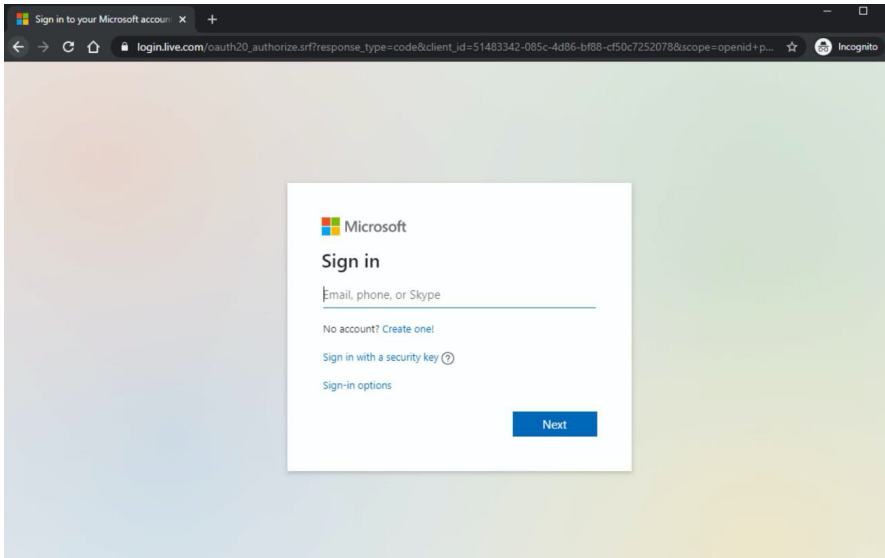 Sign in to your Microsoft accoun
login.live.com/oauth20_authorize.srf?response_type=code&client_id=51483342-085c-4d86-bf88-cf50c7252078&scope=openid+p... Incognito
Microsoft
Sign in
Email, phone, or Skype
No account? Create one!
Sign in with a security key ?
Sign-in options
Next